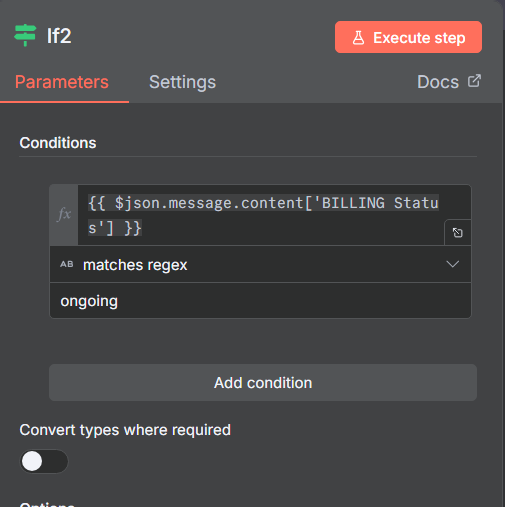 If2
Execute step
Parameters
Settings
Docs
Conditions
fx
{{ $json.message.content['BILLING Statu
s'] }}
AB matches regex
ongoing
Add condition
Convert types where required
Options